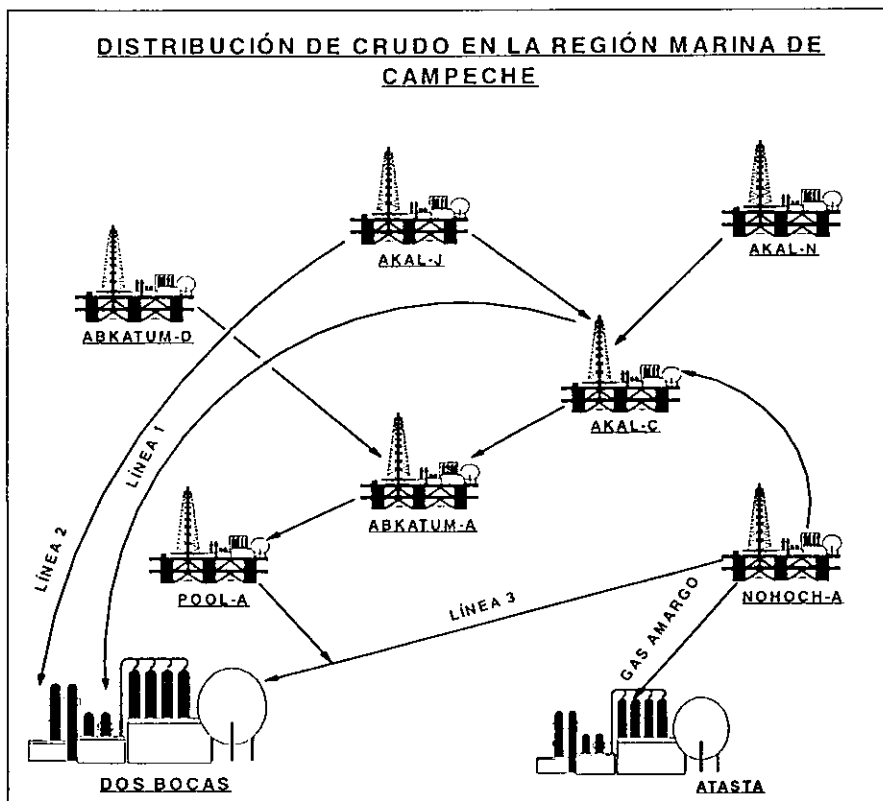 DISTRIBUCIÓN DE CRUDO EN LA REGIÓN MARINA DE
CAMPECHE
AKAL-J
AKAL-N
ABKATUM-D
AKAL-C
LÍNEA 1
ABKATUM-A
LÍNEA 2
POOL-A
LÍNEA 3
NOHOCH-A
GAS AMARGO
DOS BOCAS
ATASTA